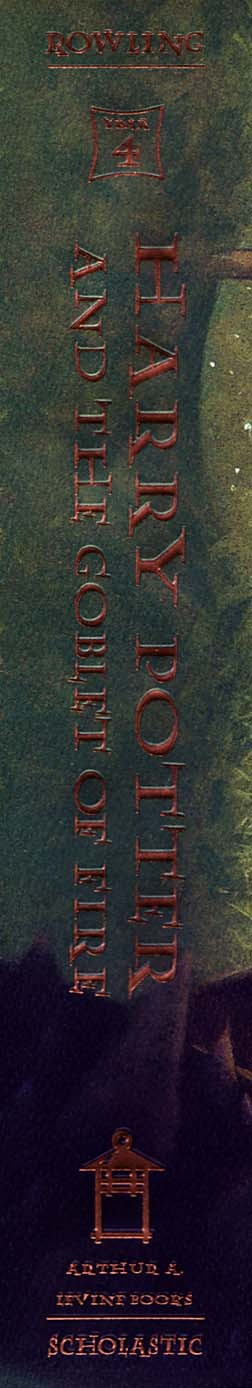 ROWLING
YEAR
4
HARRY POTTER
AND THE GOBLET OF FIRE
ARTHUR A.
LEVINE BOOKS
SCHOLASTIC